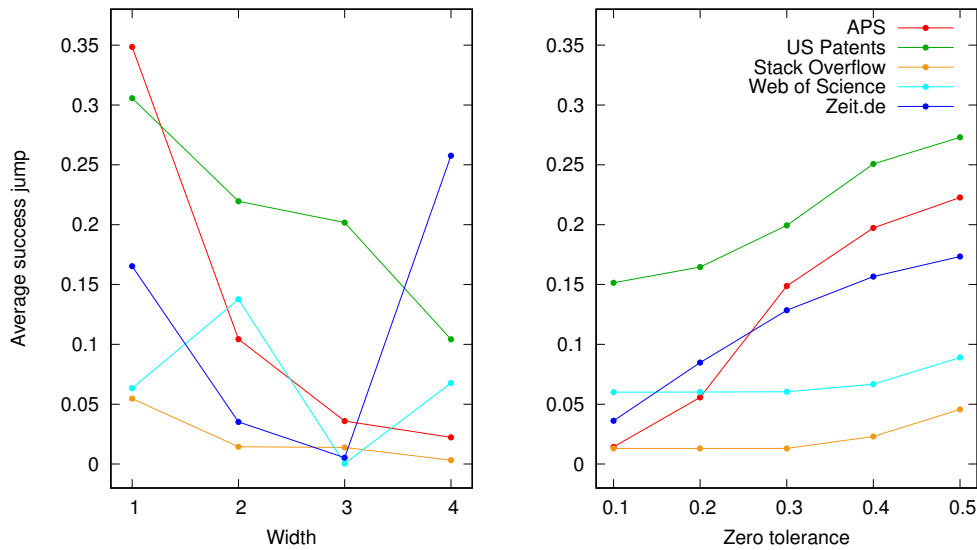 Average success jump
0.35
0.3
0.25
0.2
0.15
0.1
0.05
0
1 2 3 4
Width
0.35
0.3
0.25
0.2
0.15
0.1
0.05
0
0.1 0.2 0.3 0.4 0.5
Zero tolerance
APS
US Patents
Stack Overflow
Web of Science
Zeit.de